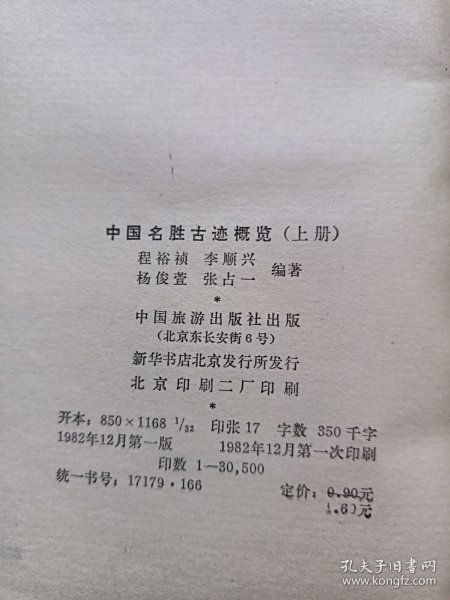 中国名胜古迹概览（上册）
程裕祯 李顺兴
杨俊萱 张占一 编著
*
中国旅游出版社出版
（北京东长安街6号）
新华书店北京发行所发行
北京印刷二厂印刷
*
开本：850×1168 1/32 印张17 字数 350千字
1982年12月第一版 1982年12月第一次印刷
印数 1—30,500
统一书号：17179·166 定价：0.90元
1.60元
孔夫子旧书网
www.kongfz.com